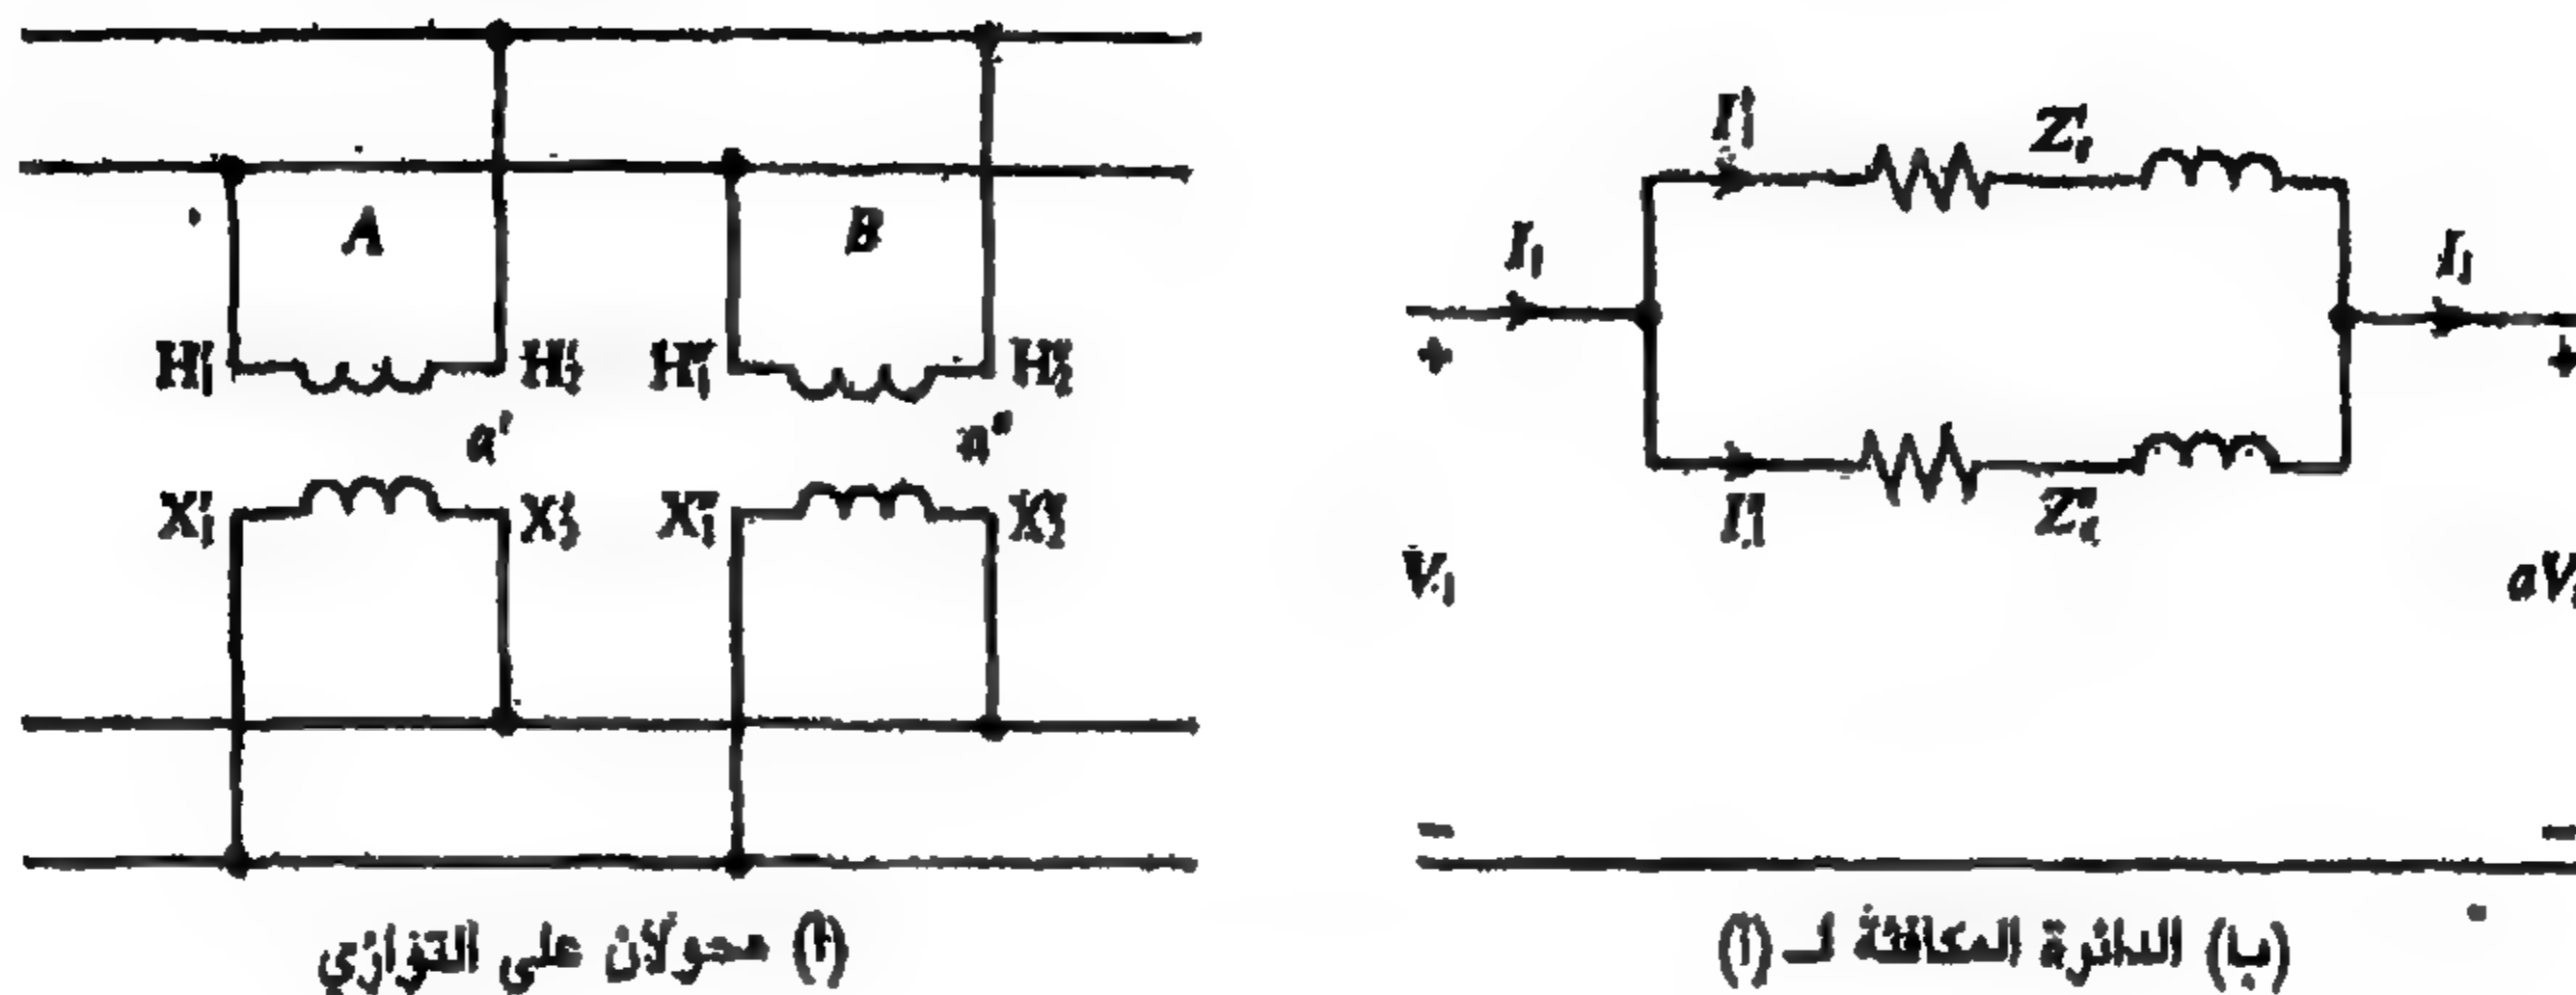 A B
H'₁ H'₂ H"₁ H"₂
a' a"
X'₁ X'₂ X"₁ X"₂
(أ) محولان على التوازي
I'₁ Z'ₑ
I₁ I₁
+ +
I"₁ Z"ₑ
V₁
- -
(ب) الدائرة المكافئة لـ (أ)